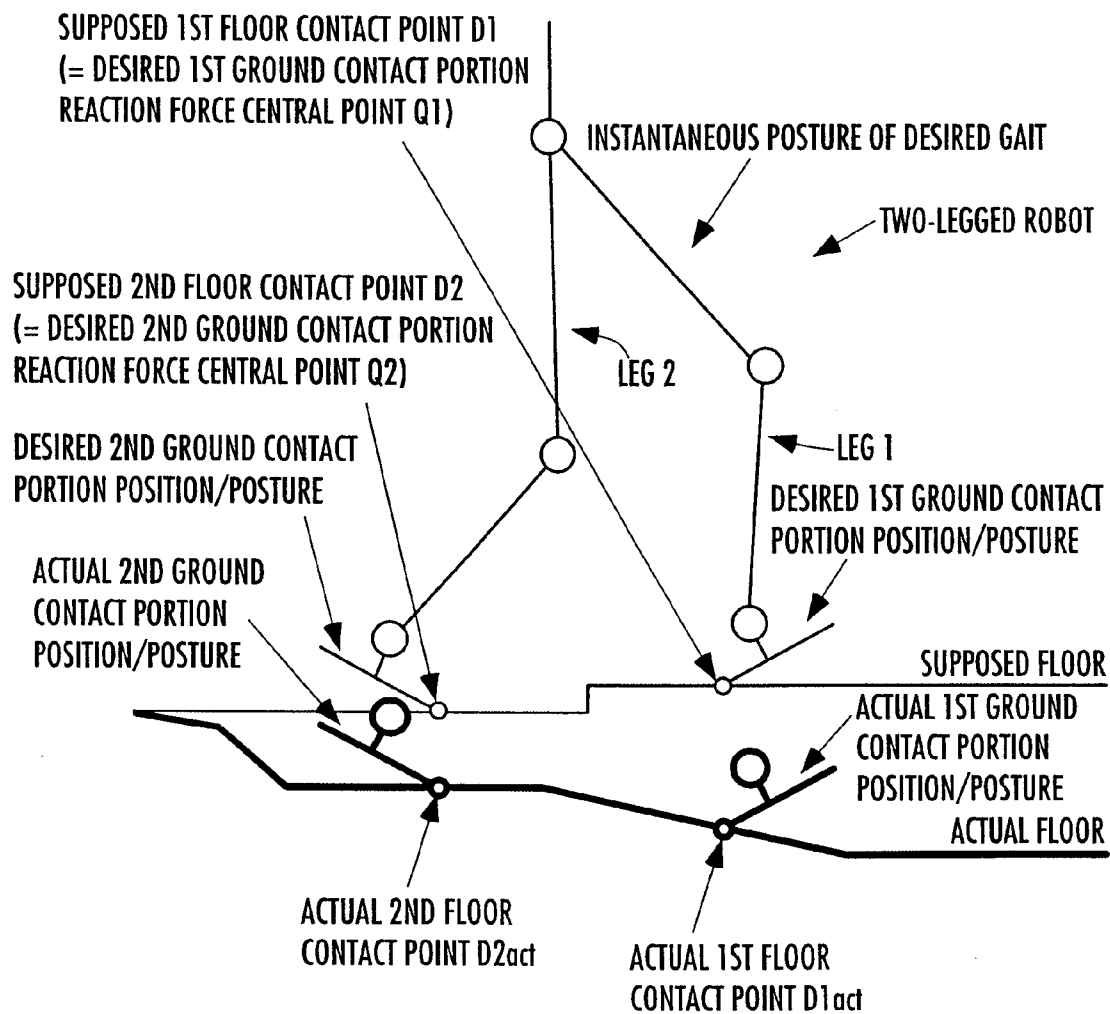 SUPPOSED 1ST FLOOR CONTACT POINT D1
(= DESIRED 1ST GROUND CONTACT PORTION
REACTION FORCE CENTRAL POINT Q1)
INSTANTANEOUS POSTURE OF DESIRED GAIT
TWO-LEGGED ROBOT
SUPPOSED 2ND FLOOR CONTACT POINT D2
(= DESIRED 2ND GROUND CONTACT PORTION
REACTION FORCE CENTRAL POINT Q2)
LEG 2
DESIRED 2ND GROUND CONTACT
PORTION POSITION/POSTURE
LEG 1
DESIRED 1ST GROUND CONTACT
PORTION POSITION/POSTURE
ACTUAL 2ND GROUND
CONTACT PORTION
POSITION/POSTURE
SUPPOSED FLOOR
ACTUAL 1ST GROUND
CONTACT PORTION
POSITION/POSTURE
ACTUAL FLOOR
ACTUAL 2ND FLOOR
CONTACT POINT D2act
ACTUAL 1ST FLOOR
CONTACT POINT D1act